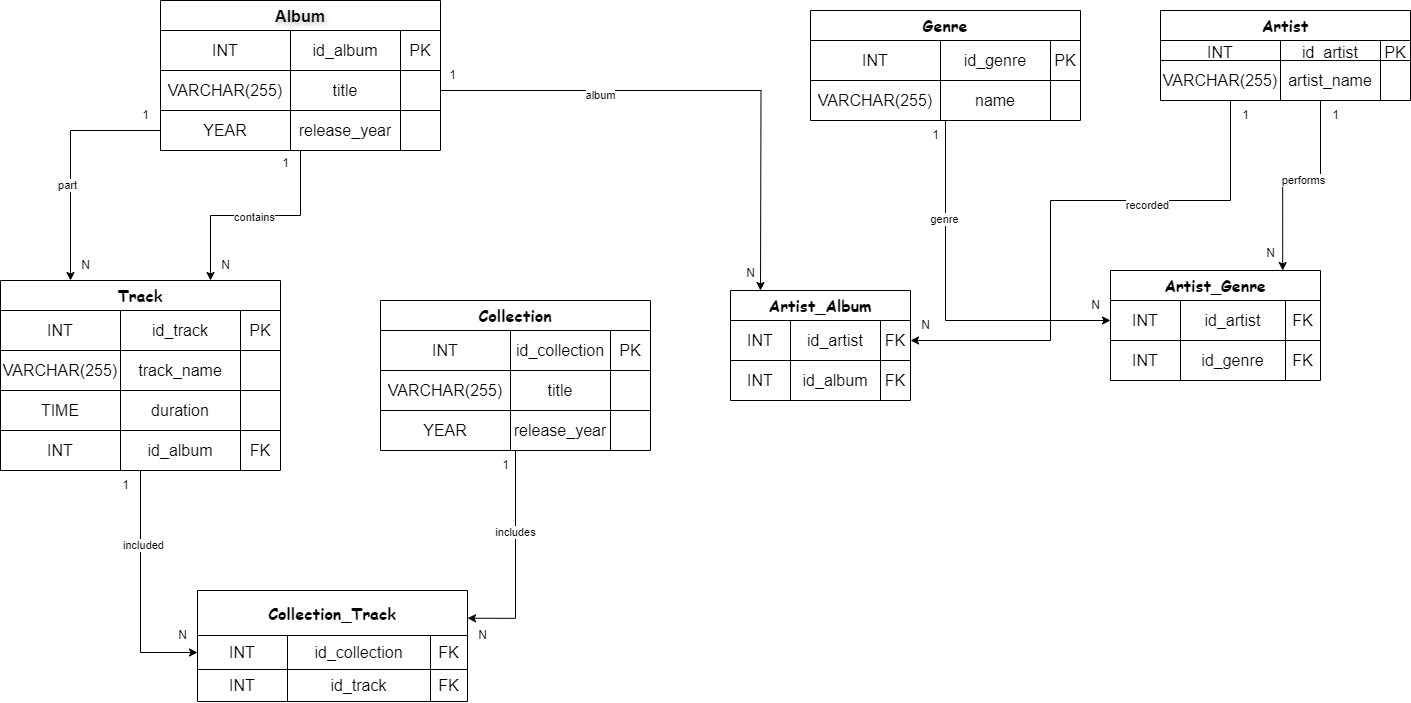 Album
INT id_album PK
VARCHAR(255) title
YEAR release_year
Genre
INT id_genre PK
VARCHAR(255) name
Artist
INT id_artist PK
VARCHAR(255) artist_name
1
album
1
part
1
contains
1
genre
1
recorded
1
performs
N
N
N
N
N
N
Track
INT id_track PK
VARCHAR(255) track_name
TIME duration
INT id_album FK
Collection
INT id_collection PK
VARCHAR(255) title
YEAR release_year
Artist_Album
INT id_artist FK
INT id_album FK
Artist_Genre
INT id_artist FK
INT id_genre FK
1
included
1
includes
N
N
Collection_Track
INT id_collection FK
INT id_track FK